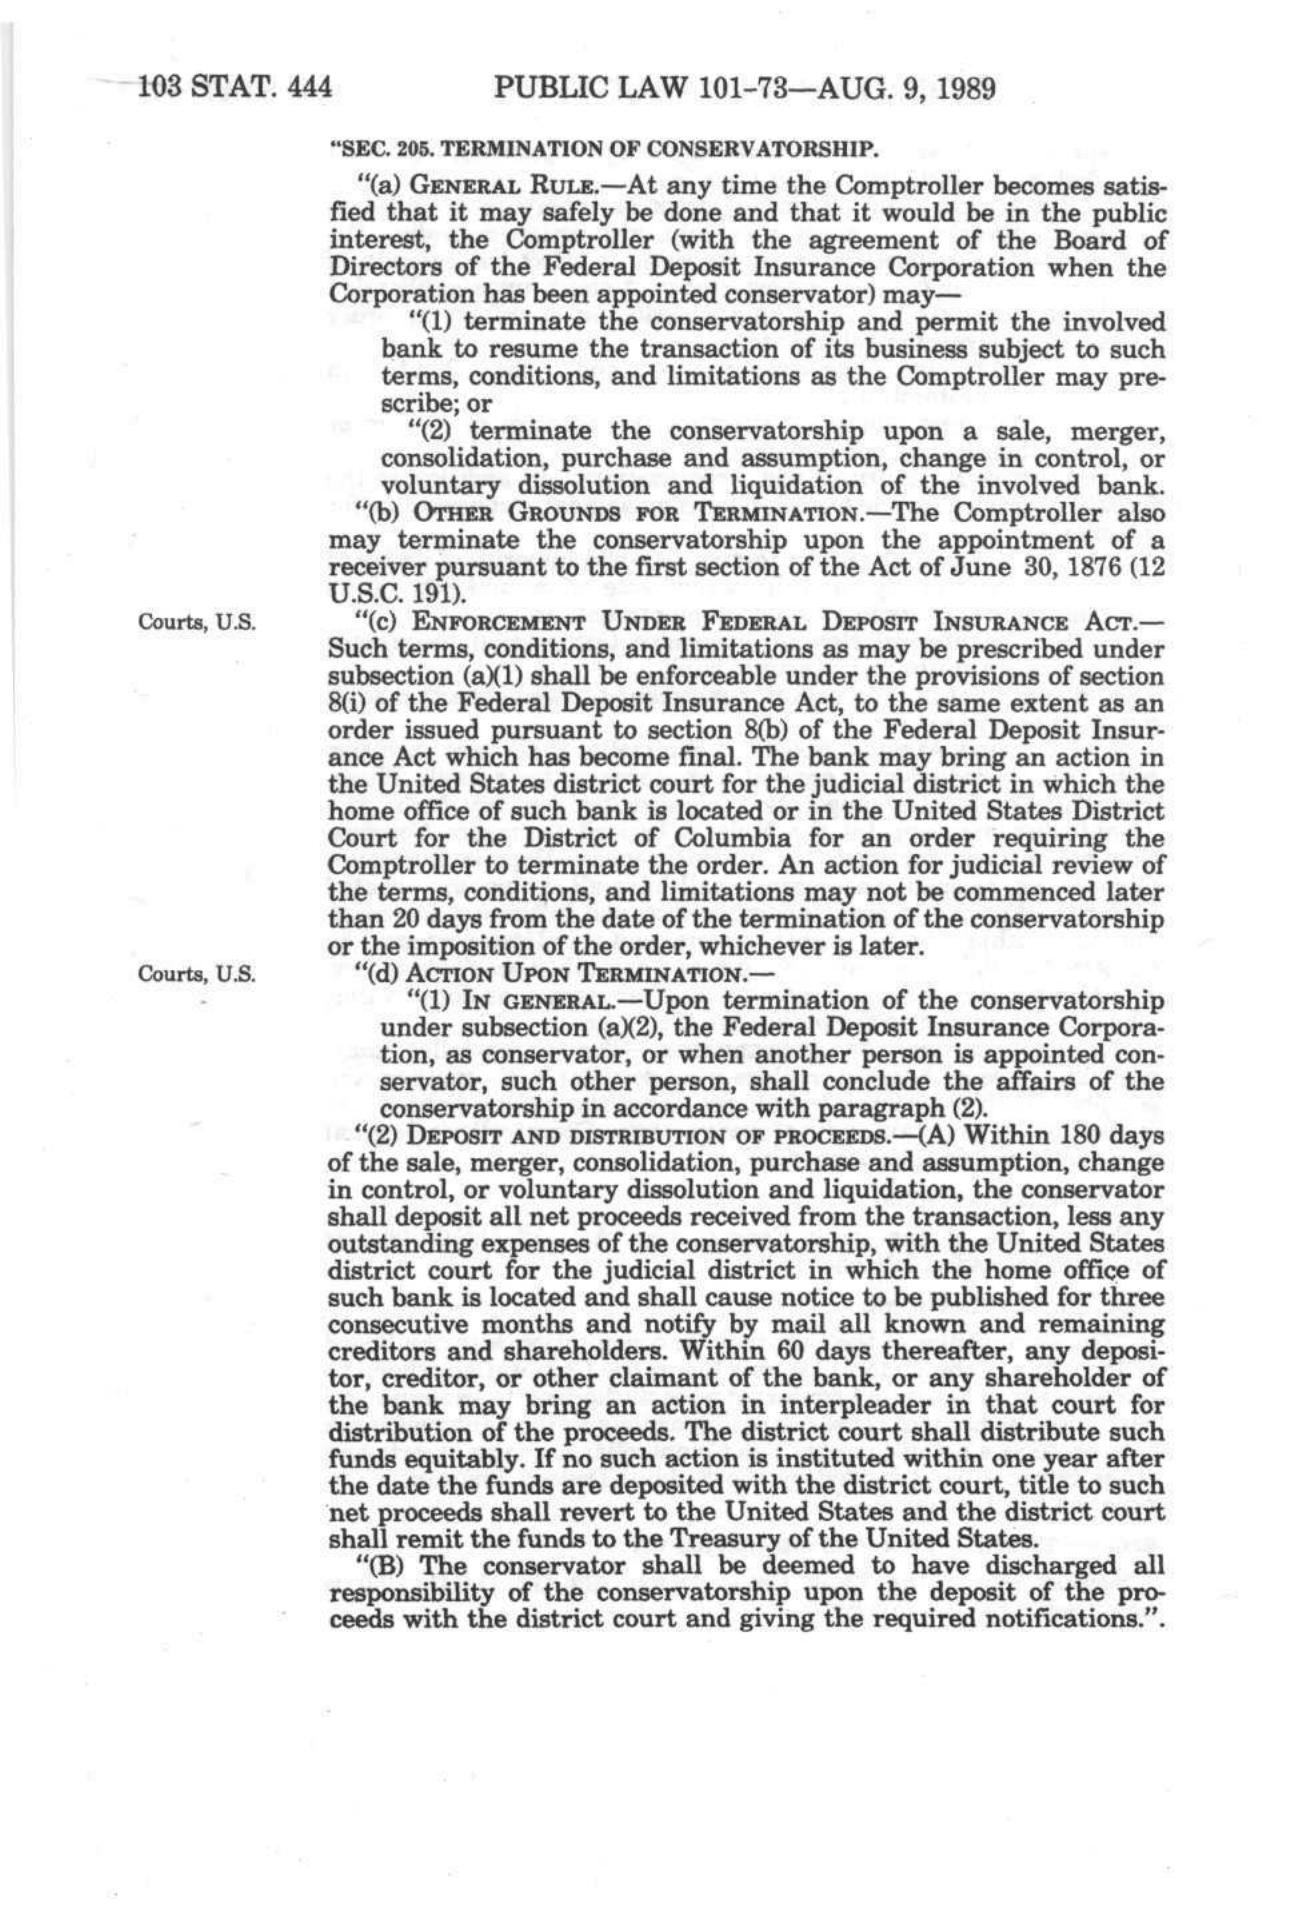 103 STAT. 444 PUBLIC LAW 101-73—AUG. 9, 1989
"SEC. 205. TERMINATION OF CONSERVATORSHIP.
"(a) GENERAL RULE.—At any time the Comptroller becomes satis-
fied that it may safely be done and that it would be in the public
interest, the Comptroller (with the agreement of the Board of
Directors of the Federal Deposit Insurance Corporation when the
Corporation has been appointed conservator) may—
"(1) terminate the conservatorship and permit the involved
bank to resume the transaction of its business subject to such
terms, conditions, and limitations as the Comptroller may pre-
scribe; or
"(2) terminate the conservatorship upon a sale, merger,
consolidation, purchase and assumption, change in control, or
voluntary dissolution and liquidation of the involved bank.
"(b) OTHER GROUNDS FOR TERMINATION.—The Comptroller also
may terminate the conservatorship upon the appointment of a
receiver pursuant to the first section of the Act of June 30, 1876 (12
U.S.C. 191).
Courts, U.S. "(c) ENFORCEMENT UNDER FEDERAL DEPOSIT INSURANCE ACT.—
Such terms, conditions, and limitations as may be prescribed under
subsection (a)(1) shall be enforceable under the provisions of section
8(i) of the Federal Deposit Insurance Act, to the same extent as an
order issued pursuant to section 8(b) of the Federal Deposit Insur-
ance Act which has become final. The bank may bring an action in
the United States district court for the judicial district in which the
home office of such bank is located or in the United States District
Court for the District of Columbia for an order requiring the
Comptroller to terminate the order. An action for judicial review of
the terms, conditions, and limitations may not be commenced later
than 20 days from the date of the termination of the conservatorship
or the imposition of the order, whichever is later.
Courts, U.S. "(d) ACTION UPON TERMINATION.—
"(1) IN GENERAL.—Upon termination of the conservatorship
under subsection (a)(2), the Federal Deposit Insurance Corpora-
tion, as conservator, or when another person is appointed con-
servator, such other person, shall conclude the affairs of the
conservatorship in accordance with paragraph (2).
"(2) DEPOSIT AND DISTRIBUTION OF PROCEEDS.—(A) Within 180 days
of the sale, merger, consolidation, purchase and assumption, change
in control, or voluntary dissolution and liquidation, the conservator
shall deposit all net proceeds received from the transaction, less any
outstanding expenses of the conservatorship, with the United States
district court for the judicial district in which the home office of
such bank is located and shall cause notice to be published for three
consecutive months and notify by mail all known and remaining
creditors and shareholders. Within 60 days thereafter, any deposi-
tor, creditor, or other claimant of the bank, or any shareholder of
the bank may bring an action in interpleader in that court for
distribution of the proceeds. The district court shall distribute such
funds equitably. If no such action is instituted within one year after
the date the funds are deposited with the district court, title to such
net proceeds shall revert to the United States and the district court
shall remit the funds to the Treasury of the United States.
"(B) The conservator shall be deemed to have discharged all
responsibility of the conservatorship upon the deposit of the pro-
ceeds with the district court and giving the required notifications.".